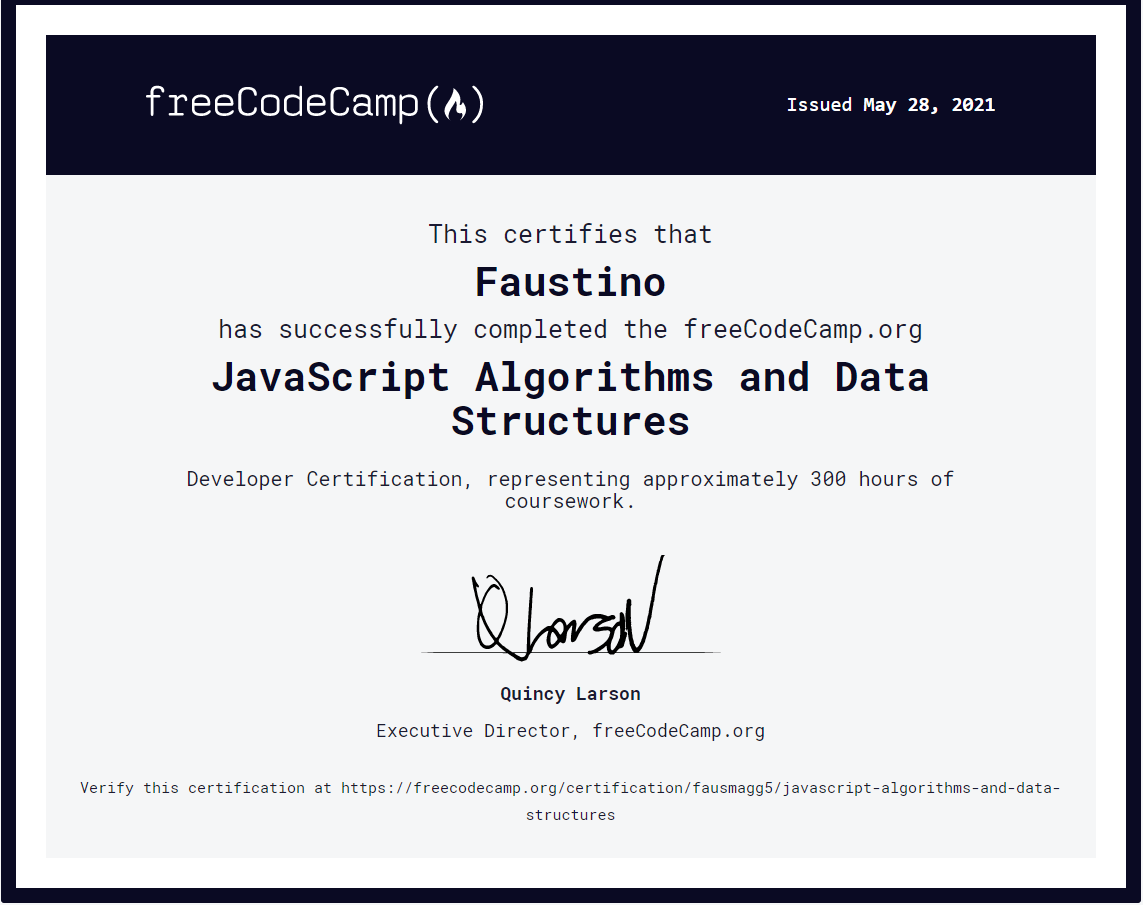 freeCodeCamp
Issued May 28, 2021
This certifies that
Faustino
has successfully completed the freeCodeCamp.org
JavaScript Algorithms and Data
Structures
Developer Certification, representing approximately 300 hours of
coursework.
Q Larson
Quincy Larson
Executive Director, freeCodeCamp.org
Verify this certification at https://freecodecamp.org/certification/fausmagg5/javascript-algorithms-and-data-
structures